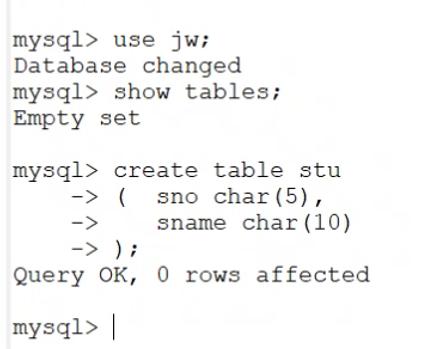 mysql> use jw;
Database changed
mysql> show tables;
Empty set
mysql> create table stu
-> ( sno char(5),
-> sname char(10)
-> );
Query OK, 0 rows affected
mysql>